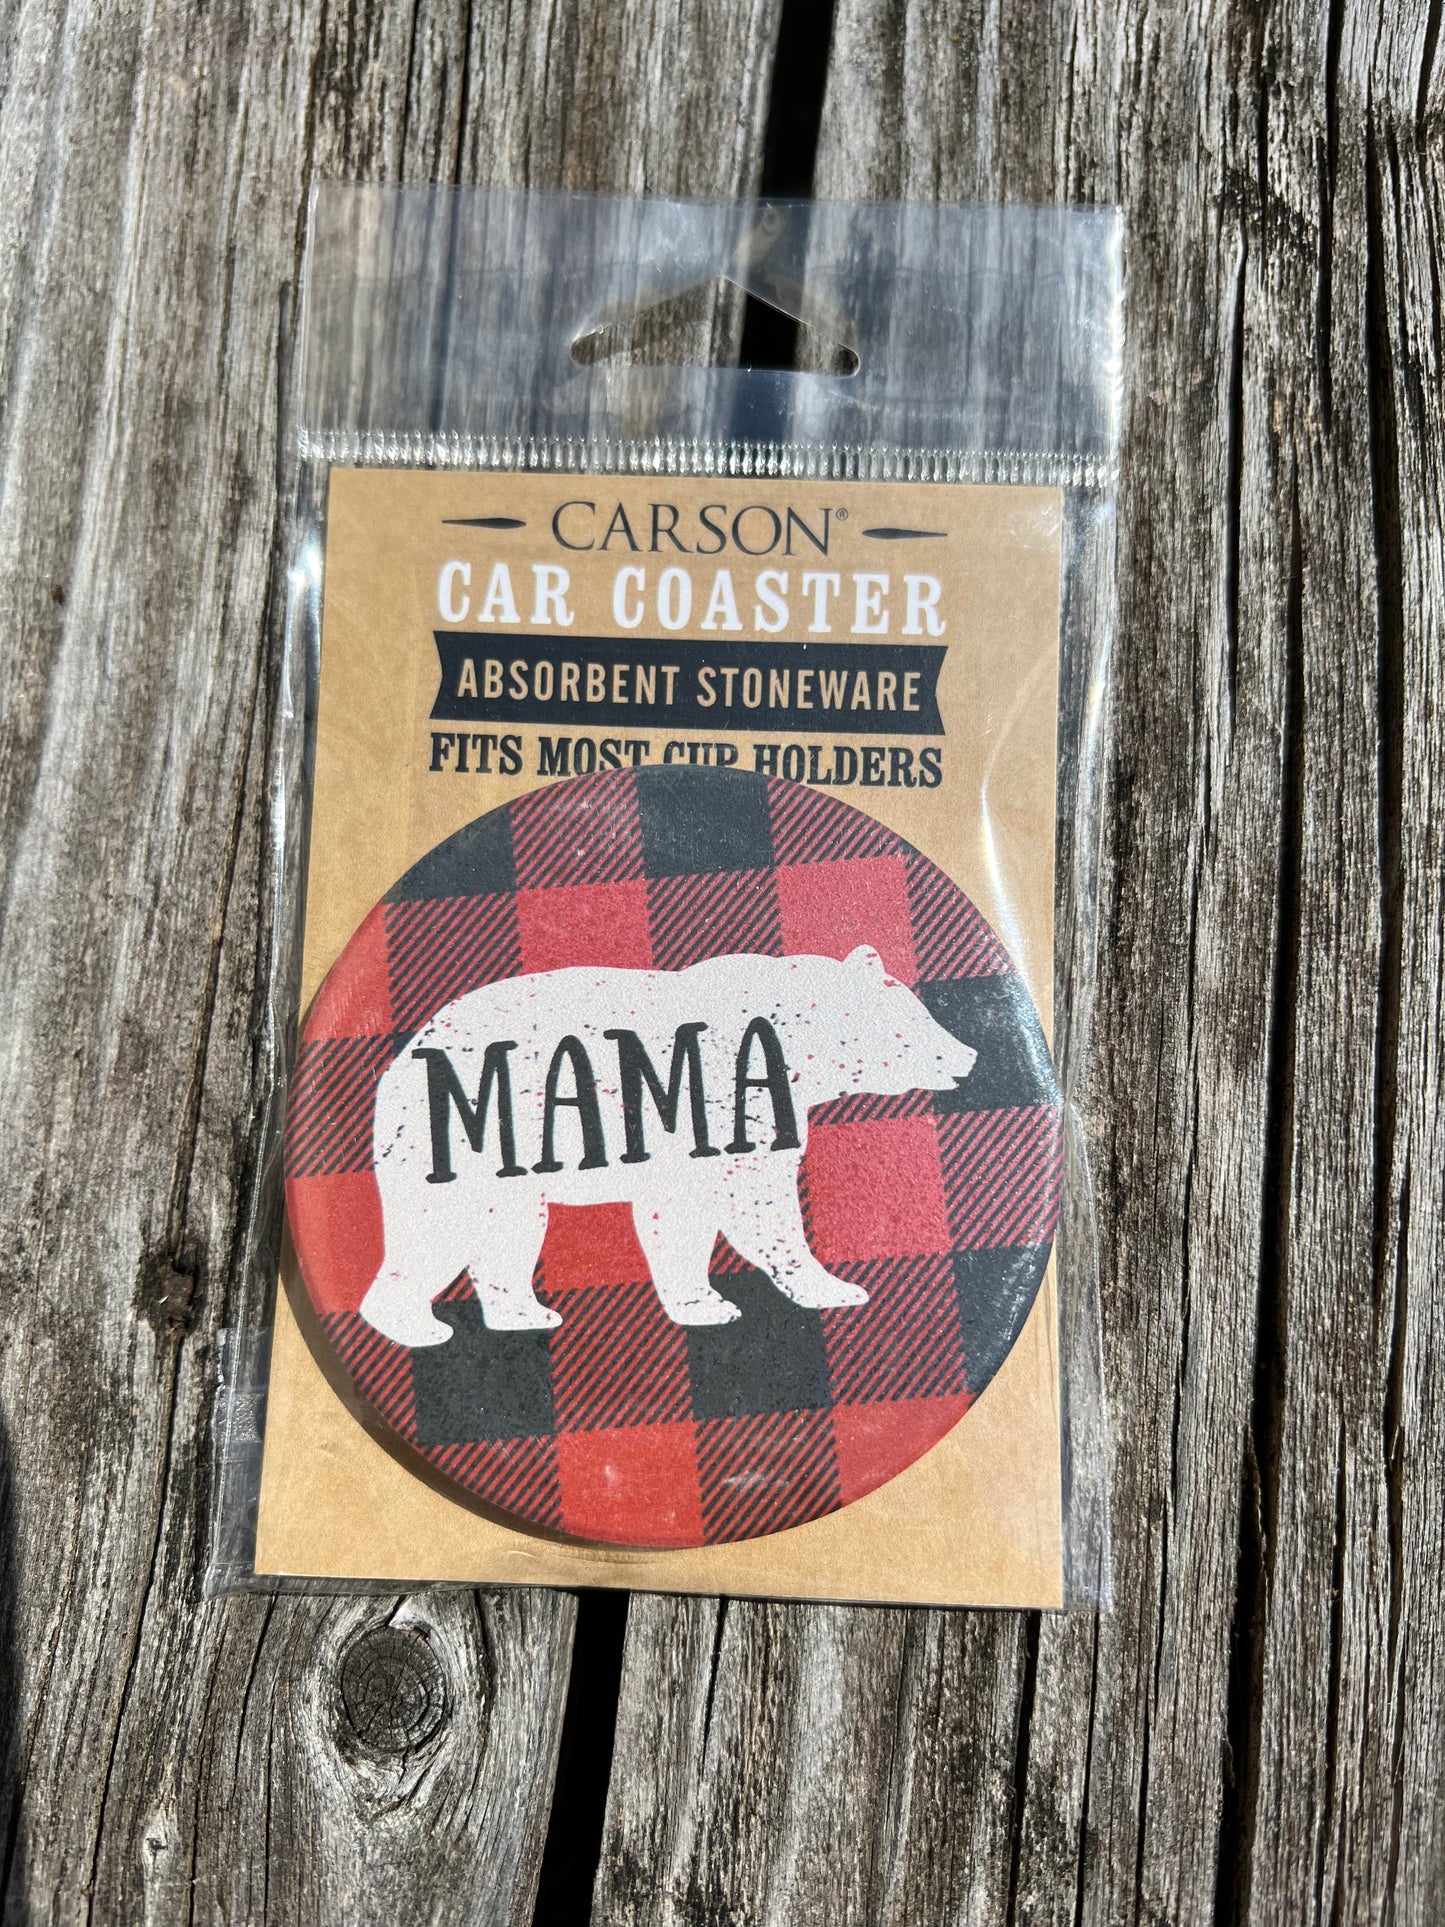 CARSON®
CAR COASTER
ABSORBENT STONEWARE
FITS MOST CUP HOLDERS
MAMA